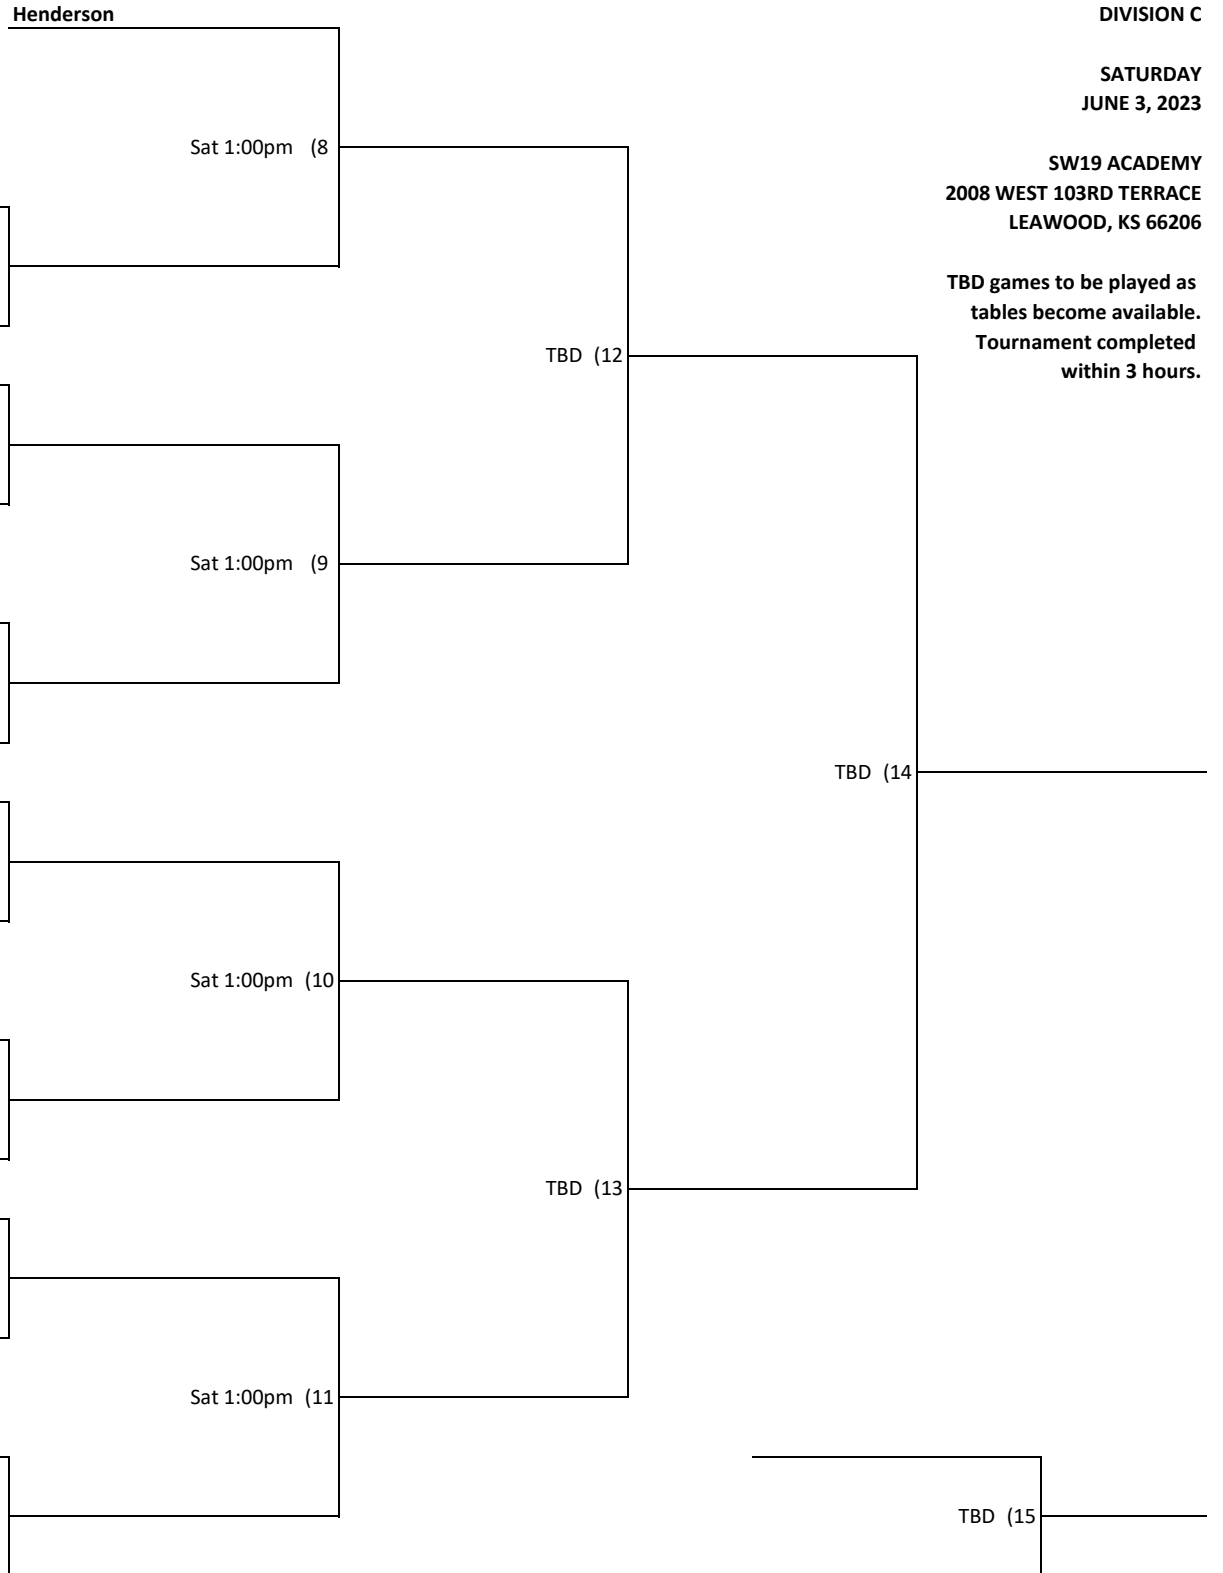 Henderson
DIVISION C
SATURDAY
JUNE 3, 2023
Sat 1:00pm (8
SW19 ACADEMY
2008 WEST 103RD TERRACE
LEAWOOD, KS 66206
TBD games to be played as
tables become available.
Tournament completed
within 3 hours.
TBD (12
Sat 1:00pm (9
TBD (14
Sat 1:00pm (10
TBD (13
Sat 1:00pm (11
TBD (15